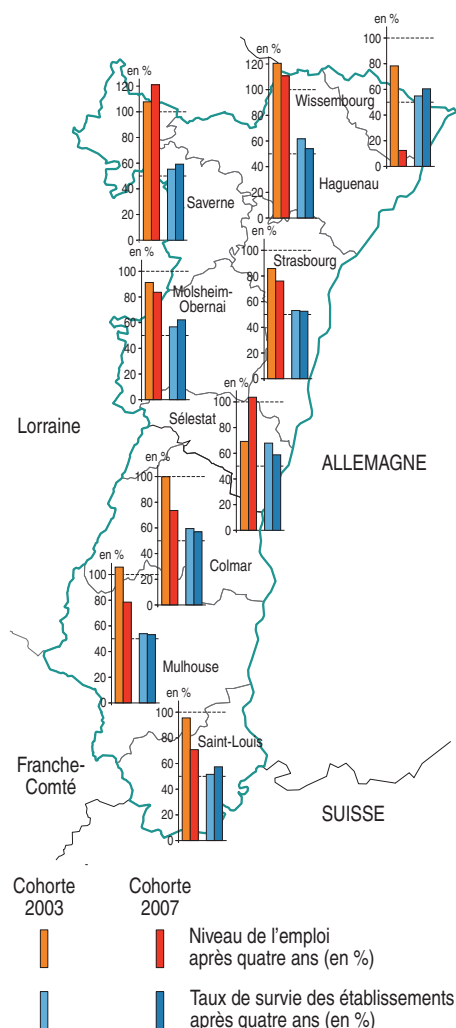 en %
100
80
60
40
20
0
Wissembourg
en %
120
100
80
60
40
20
0
Haguenau
en %
120
100
80
60
40
20
0
Saverne
en %
100
80
60
40
20
0
Strasbourg
en %
100
80
60
40
20
0
Molsheim-
Obernai
en %
100
80
60
40
20
0
Sélestat
Lorraine
ALLEMAGNE
en %
100
80
60
40
20
0
Colmar
en %
100
80
60
40
20
0
Mulhouse
en %
100
80
60
40
20
0
Saint-Louis
Franche-
Comté
SUISSE
Cohorte
2003
Cohorte
2007
Niveau de l'emploi
après quatre ans (en %)
Taux de survie des établissements
après quatre ans (en %)